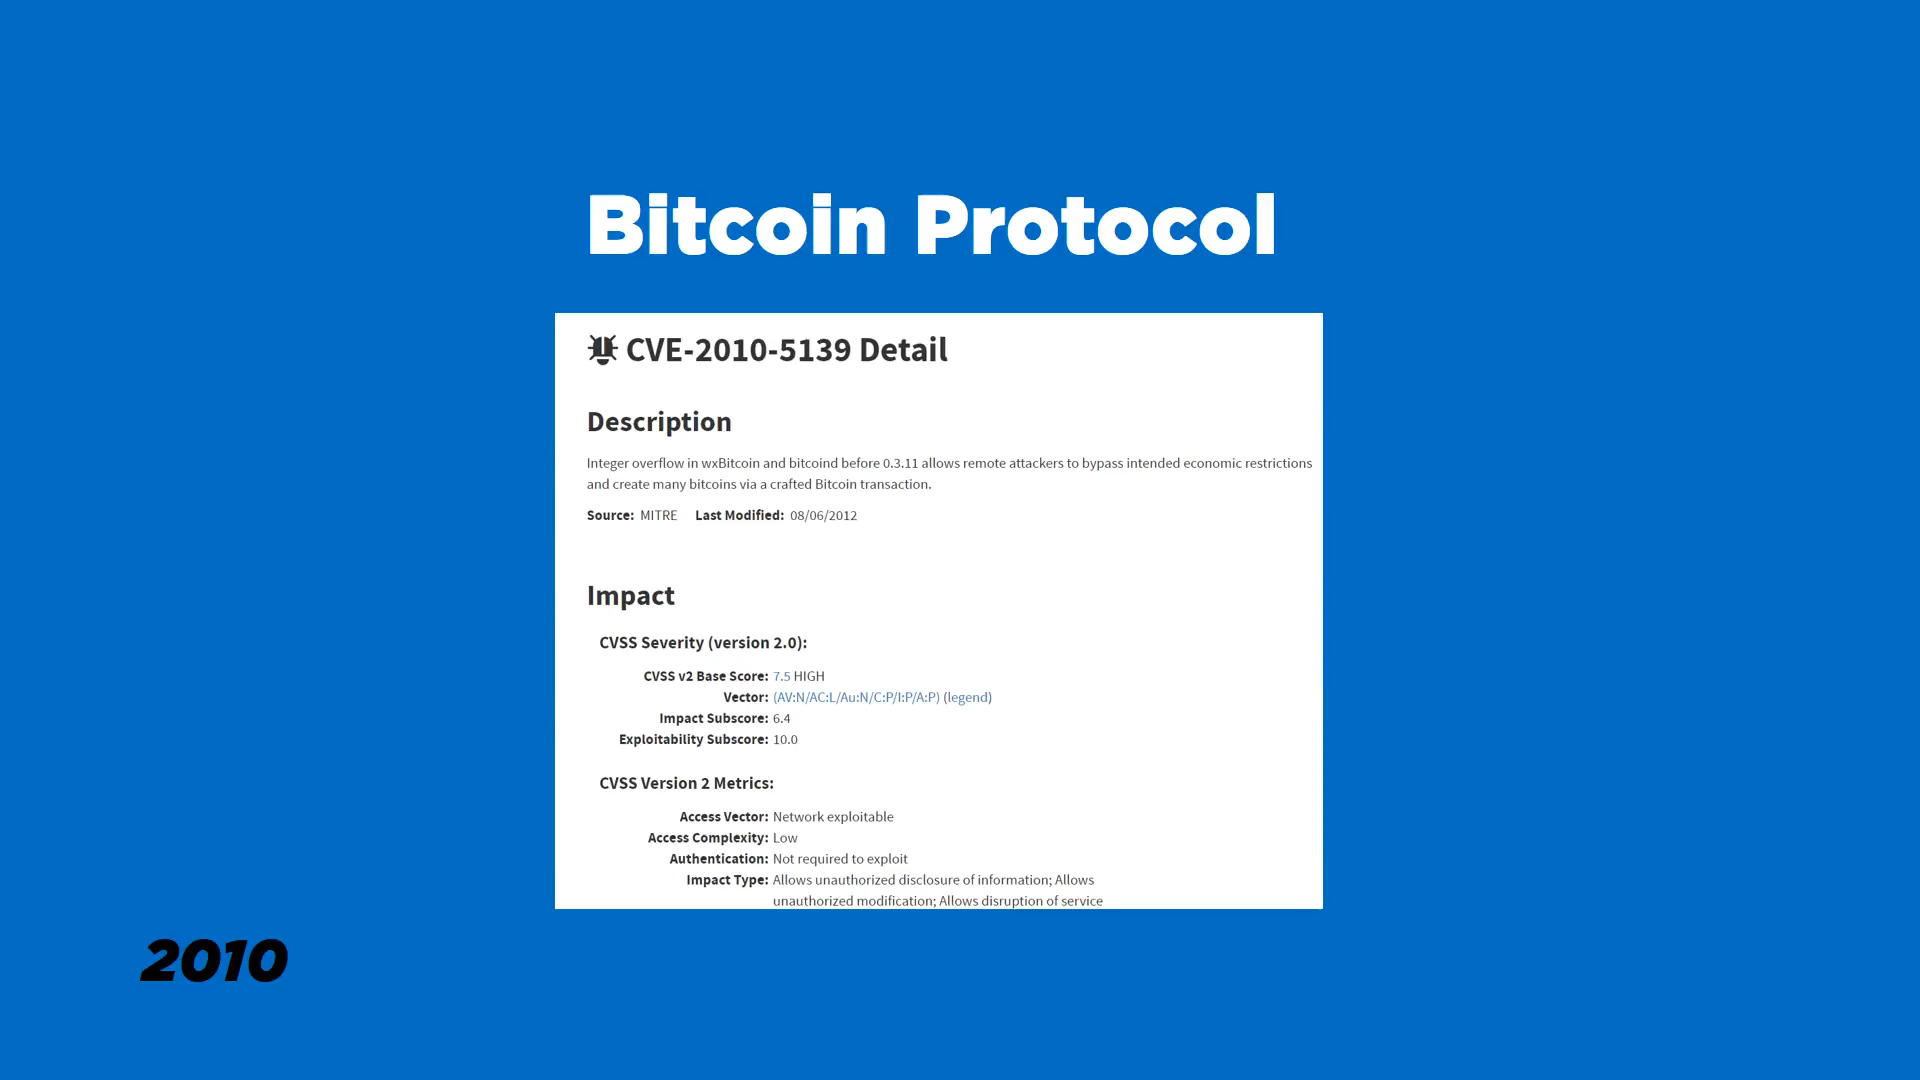 Bitcoin Protocol
CVE-2010-5139 Detail
Description
Integer overflow in wxBitcoin and bitcoind before 0.3.11 allows remote attackers to bypass intended economic restrictions
and create many bitcoins via a crafted Bitcoin transaction.
Source: MITRE Last Modified: 08/06/2012
Impact
CVSS Severity (version 2.0):
CVSS v2 Base Score: 7.5 HIGH
Vector: (AV:N/AC:L/Au:N/C:P/I:P/A:P) (legend)
Impact Subscore: 6.4
Exploitability Subscore: 10.0
CVSS Version 2 Metrics:
Access Vector: Network exploitable
Access Complexity: Low
Authentication: Not required to exploit
Impact Type: Allows unauthorized disclosure of information; Allows
unauthorized modification; Allows disruption of service
2010